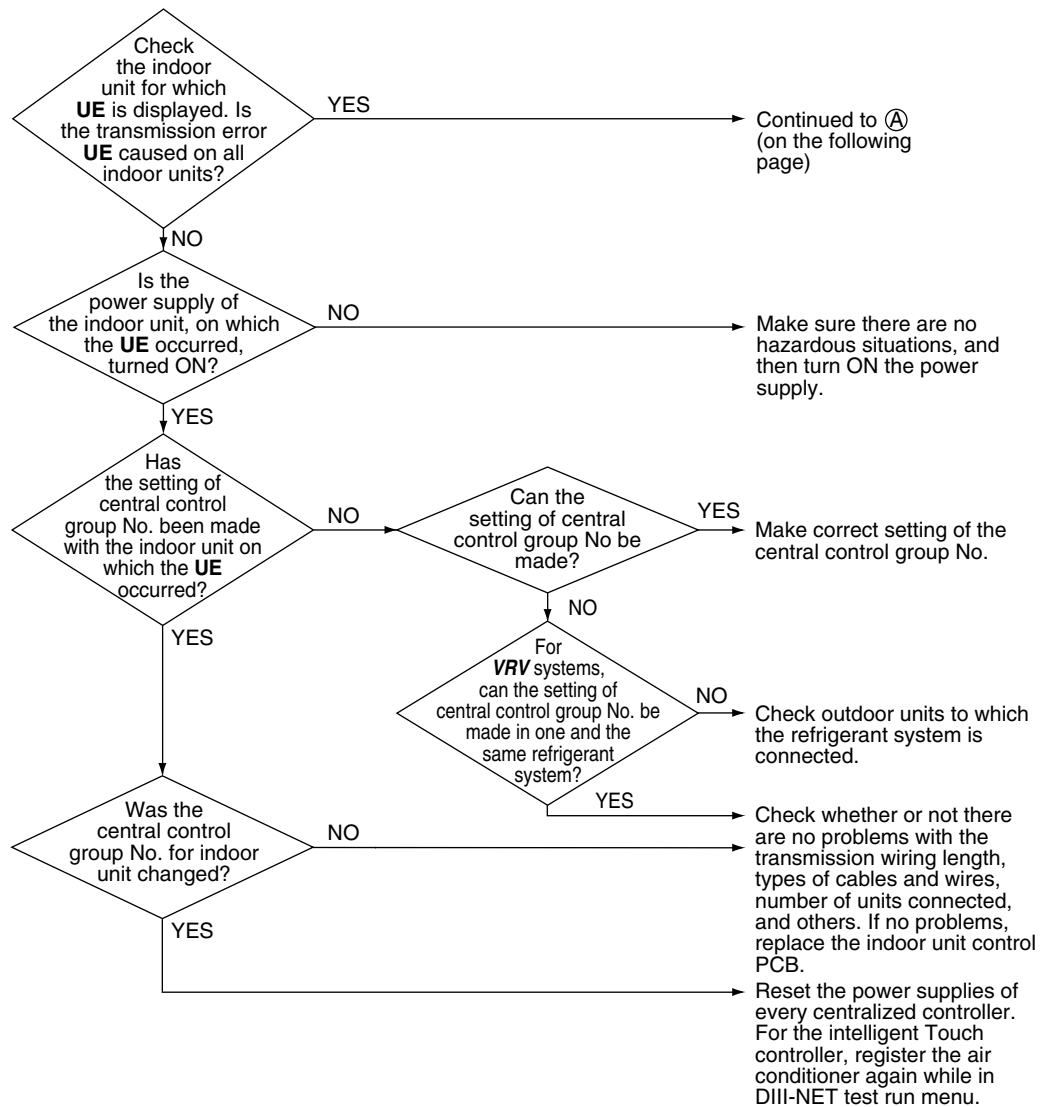 Check
the indoor
unit for which
UE is displayed. Is
the transmission error
UE caused on all
indoor units?
YES
Continued to Ⓐ
(on the following
page)
NO
Is the
power supply of
the indoor unit, on which
the UE occurred,
turned ON?
NO
Make sure there are no
hazardous situations, and
then turn ON the power
supply.
YES
Has
the setting of
central control
group No. been made
with the indoor unit on
which the UE
occurred?
NO
Can the
setting of central
control group No be
made?
YES
Make correct setting of the
central control group No.
NO
YES
For
VRV systems,
can the setting of
central control group No. be
made in one and the
same refrigerant
system?
NO
Check outdoor units to which
the refrigerant system is
connected.
YES
Was the
central control
group No. for indoor
unit changed?
NO
Check whether or not there
are no problems with the
transmission wiring length,
types of cables and wires,
number of units connected,
and others. If no problems,
replace the indoor unit control
PCB.
YES
Reset the power supplies of
every centralized controller.
For the intelligent Touch
controller, register the air
conditioner again while in
DIII-NET test run menu.